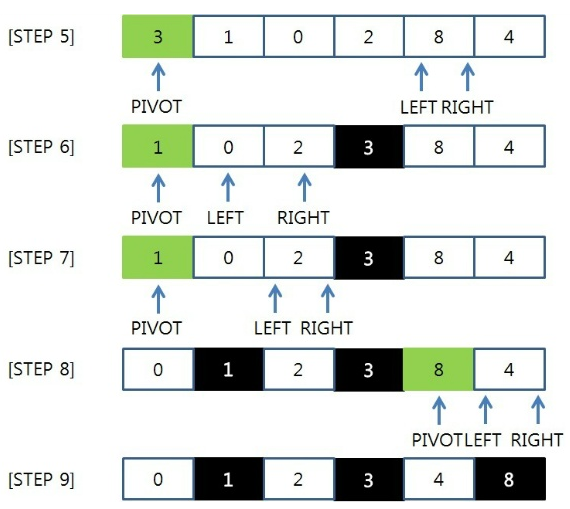 [STEP 5] 3 1 0 2 8 4
PIVOT LEFT RIGHT
[STEP 6] 1 0 2 3 8 4
PIVOT LEFT RIGHT
[STEP 7] 1 0 2 3 8 4
PIVOT LEFT RIGHT
[STEP 8] 0 1 2 3 8 4
PIVOT LEFT RIGHT
[STEP 9] 0 1 2 3 4 8